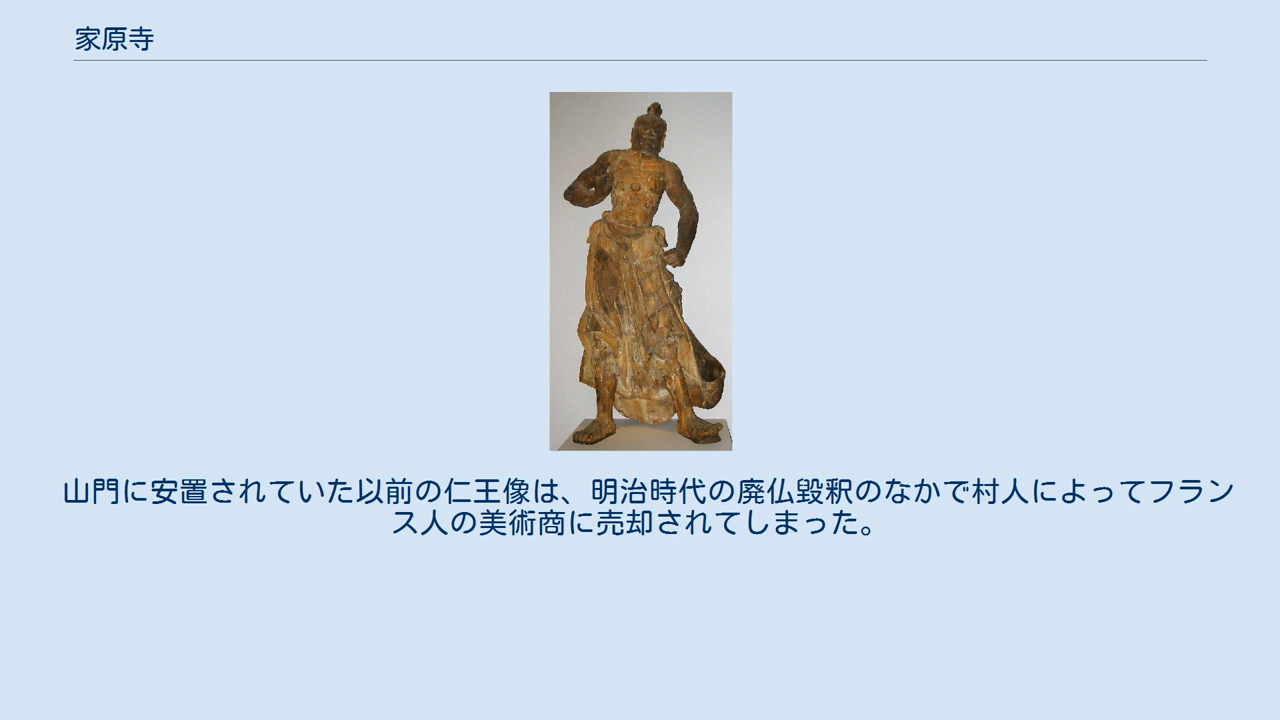 家原寺
山門に安置されていた以前の仁王像は、明治時代の廃仏毀釈のなかで村人によってフラン
ス人の美術商に売却されてしまった。